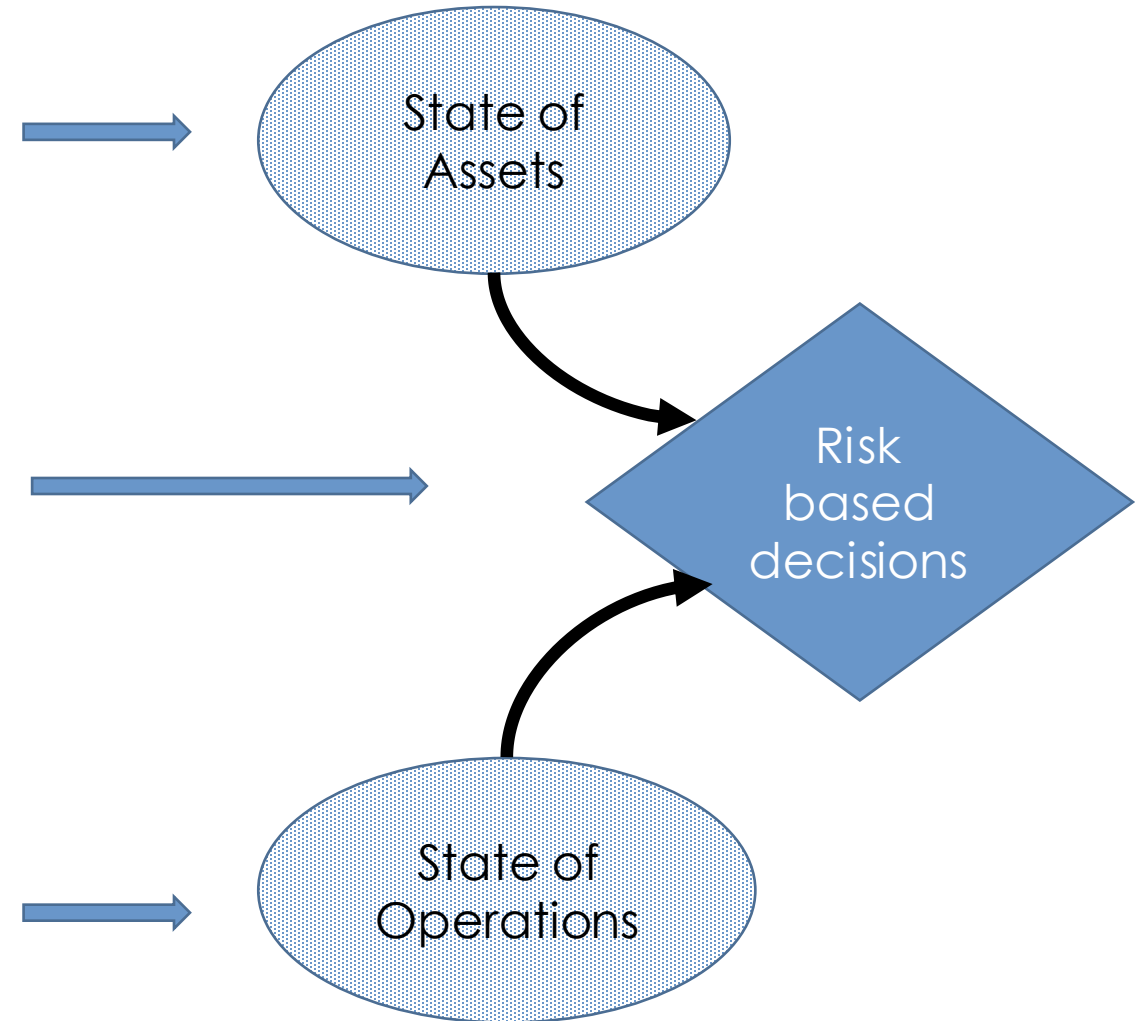 State of
Assets
Risk
based
decisions
State of
Operations